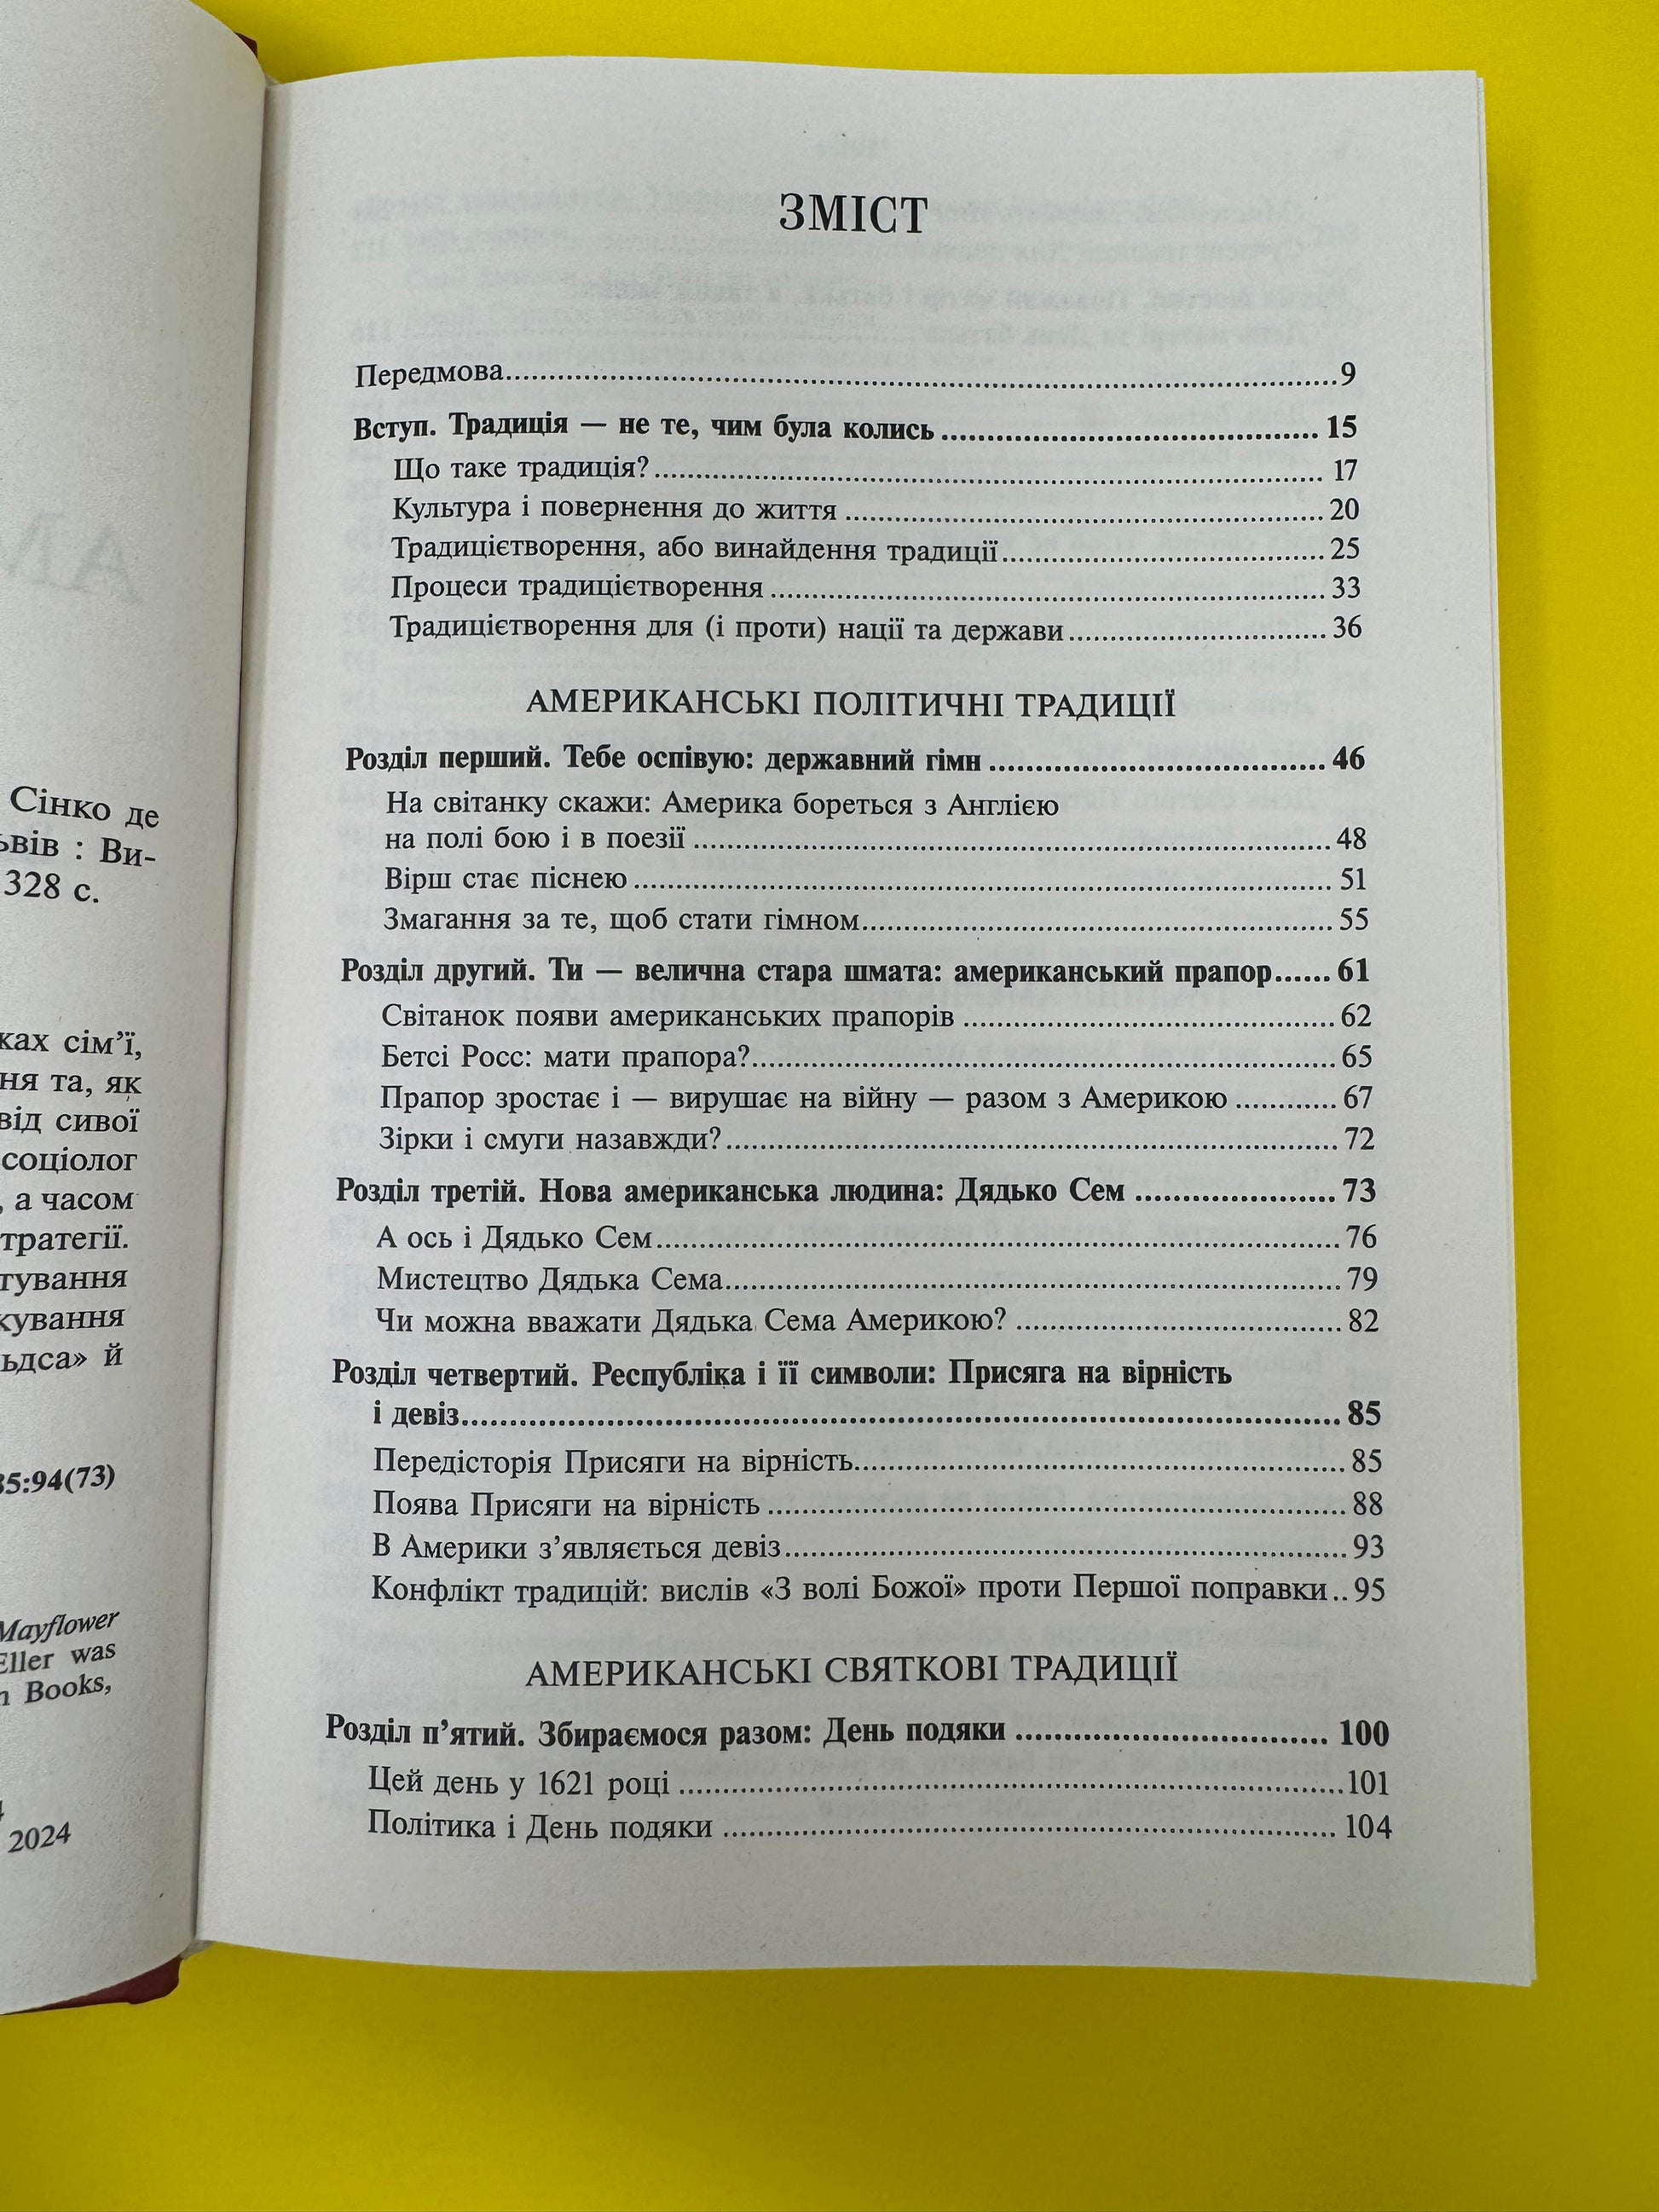 Сінко де
ьвів : Ви-
328 с.
ках сім’ї,
ня та, як
від сивої
соціолог
, а часом
тратегії.
тування
кування
ьдса» й
35:94(73)
Mayflower
Eller was
n Books,
2024
ЗМІСТ
Передмова 9
Вступ. Традиція — не те, чим була колись 15
Що таке традиція? 17
Культура і повернення до життя 20
Традицієтворення, або винайдення традиції 25
Процеси традицієтворення 33
Традицієтворення для (і проти) нації та держави 36
АМЕРИКАНСЬКІ ПОЛІТИЧНІ ТРАДИЦІЇ
Розділ перший. Тебе оспівую: державний гімн 46
На світанку скажи: Америка бореться з Англією
на полі бою і в поезії 48
Вірш стає піснею 51
Змагання за те, щоб стати гімном 55
Розділ другий. Ти — велична стара шмата: американський прапор 61
Світанок появи американських прапорів 62
Бетсі Росс: мати прапора? 65
Прапор зростає і — вирушає на війну — разом з Америкою 67
Зірки і смуги назавжди? 72
Розділ третій. Нова американська людина: Дядько Сем 73
А ось і Дядько Сем 76
Мистецтво Дядька Сема 79
Чи можна вважати Дядька Сема Америкою? 82
Розділ четвертий. Республіка і її символи: Присяга на вірність
і девіз 85
Передісторія Присяги на вірність 85
Поява Присяги на вірність 88
В Америки з’являється девіз 93
Конфлікт традицій: вислів «З волі Божої» проти Першої поправки 95
АМЕРИКАНСЬКІ СВЯТКОВІ ТРАДИЦІЇ
Розділ п’ятий. Збираємося разом: День подяки 100
Цей день у 1621 році 101
Політика і День подяки 104